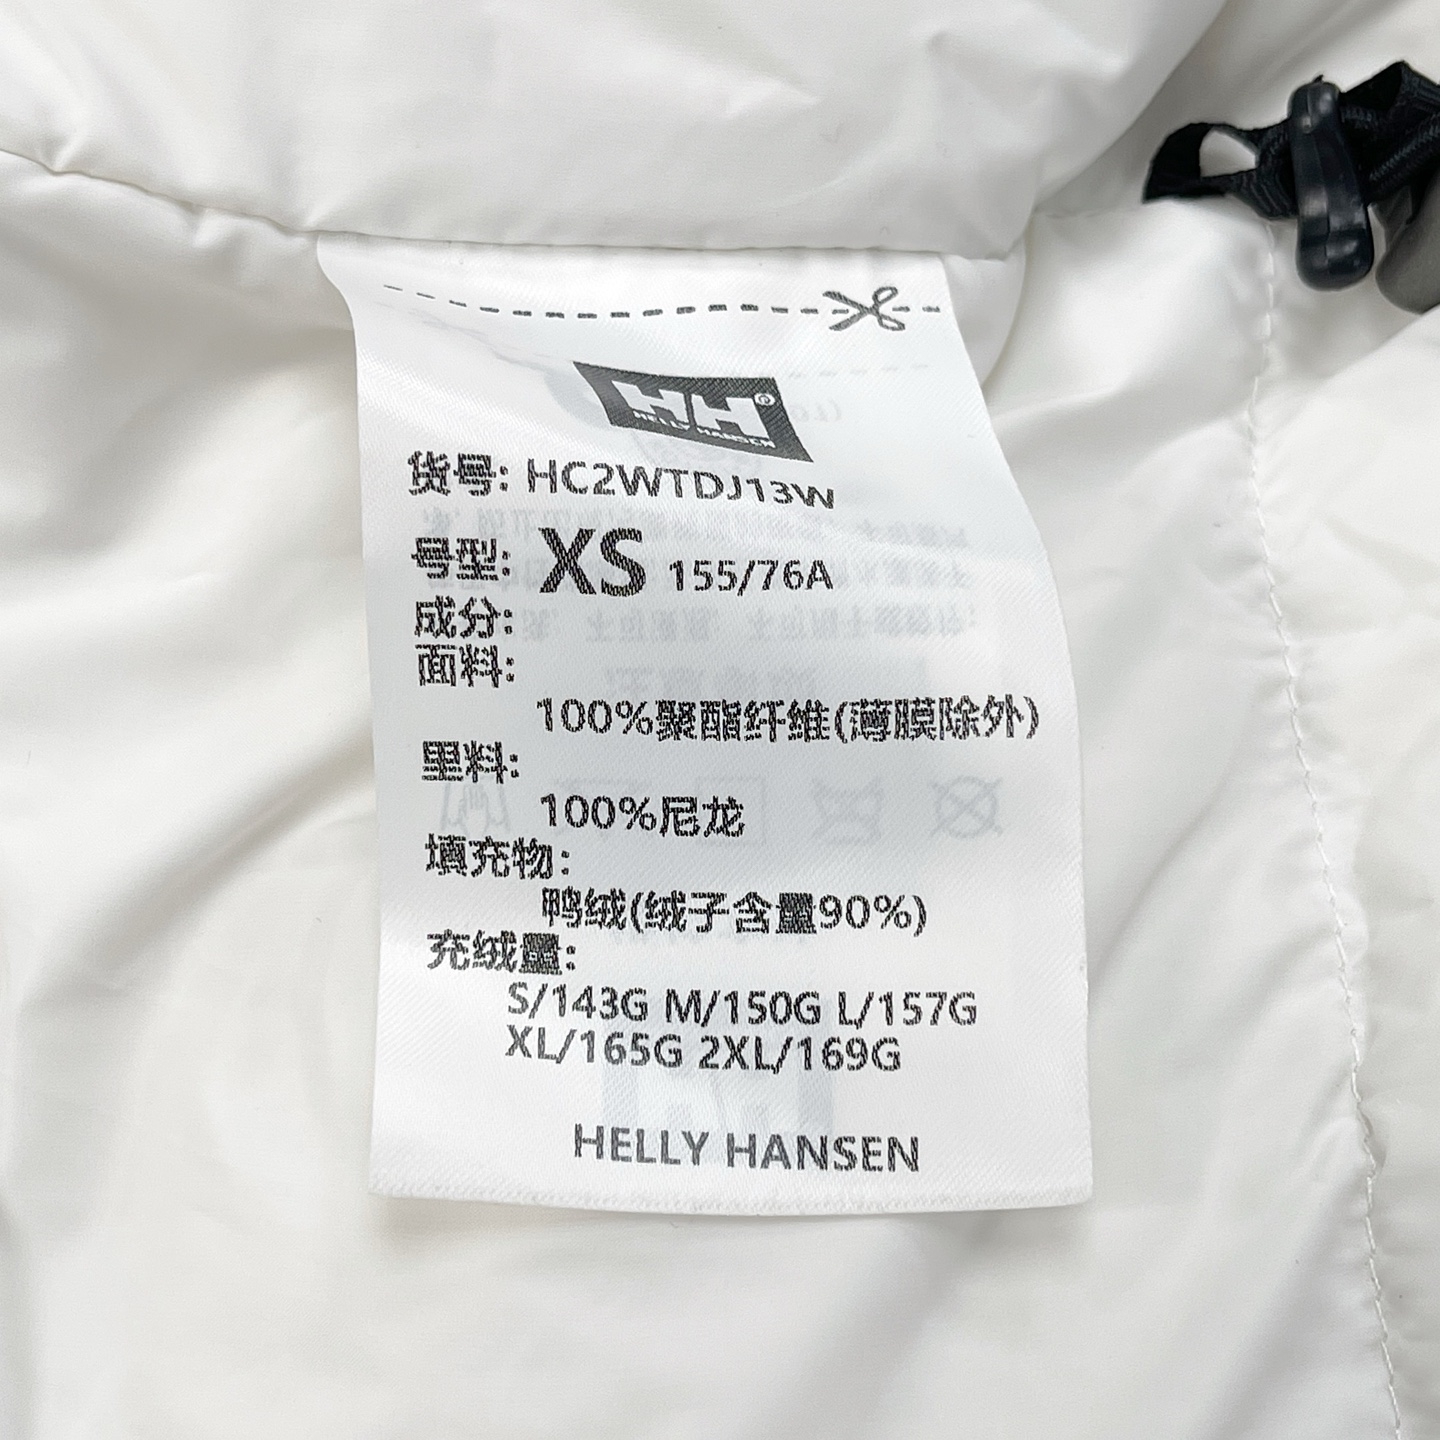 HH®
HELLY HANSEN
货号: HC2WTDJ13W
号型: XS 155/76A
成分:
面料:
100%聚酯纤维(薄膜除外)
里料:
100%尼龙
填充物:
鸭绒(绒子含量90%)
充绒量:
S/143G M/150G L/157G
XL/165G 2XL/169G
HELLY HANSEN